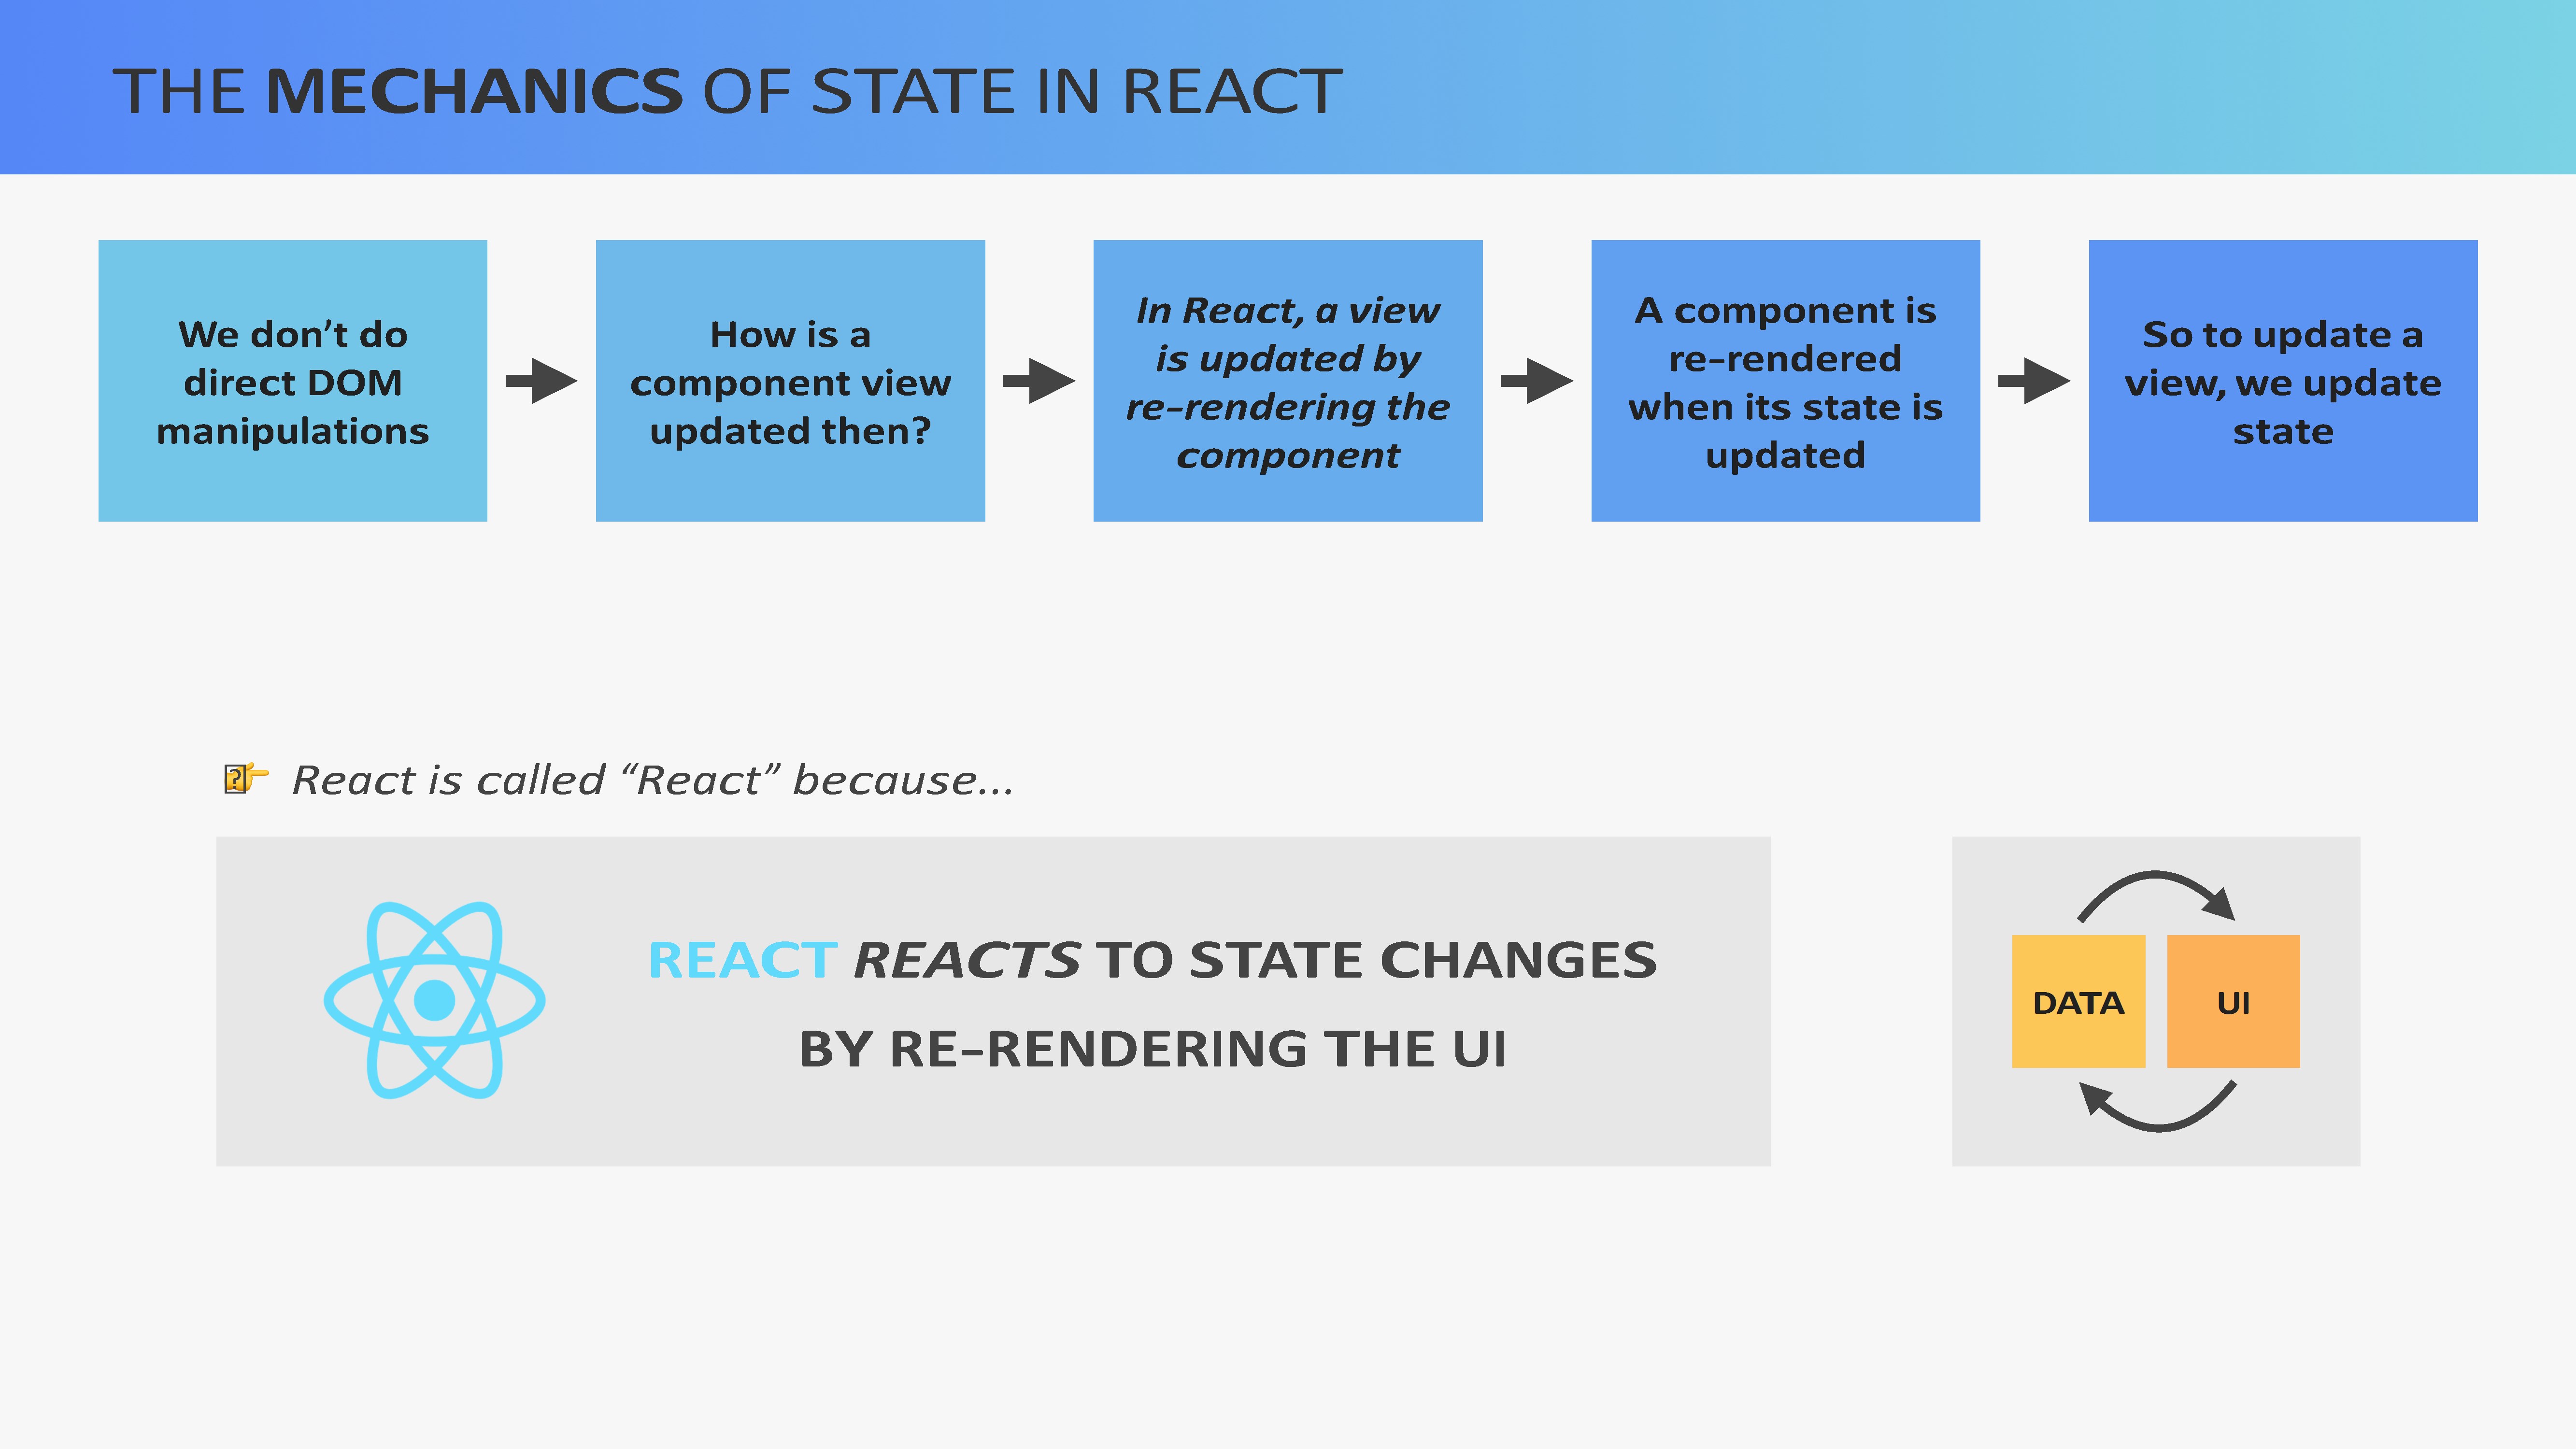 THE MECHANICS OF STATE IN REACT
We don’t do
direct DOM
manipulations
How is a
component view
updated then?
In React, a view
is updated by
re-rendering the
component
A component is
re-rendered
when its state is
updated
So to update a
view, we update
state
👉 React is called “React” because…
REACT REACTS TO STATE CHANGES
BY RE-RENDERING THE UI
DATA
UI